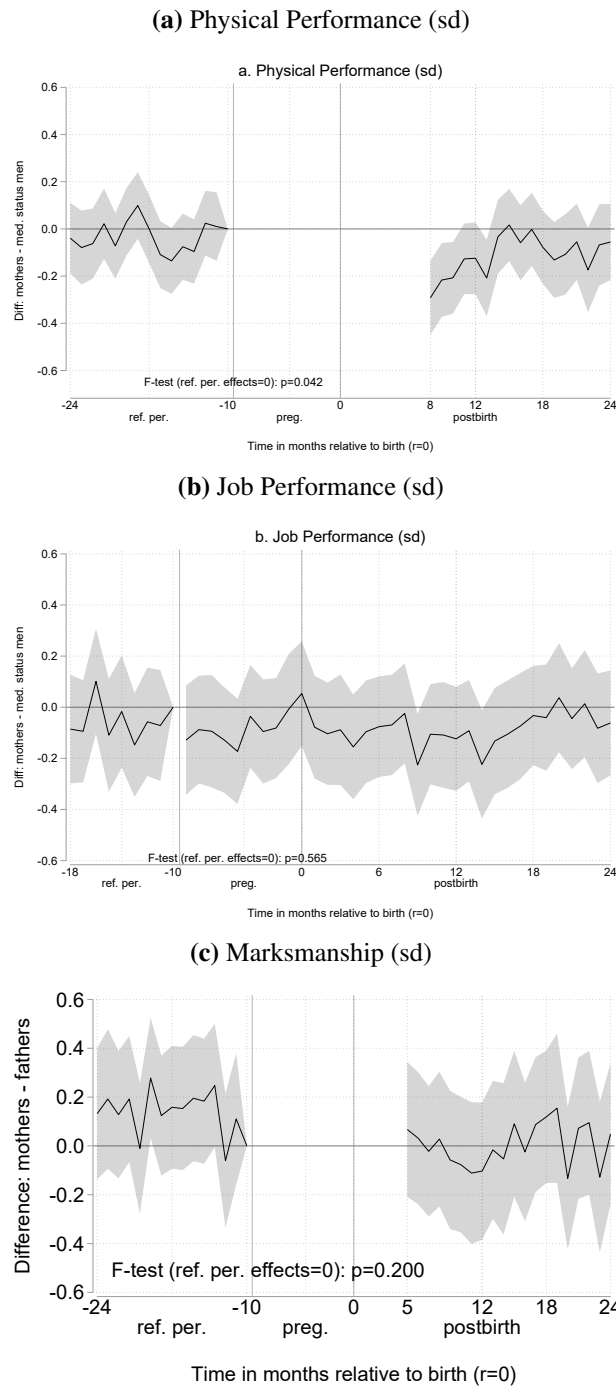 (a) Physical Performance (sd)
a. Physical Performance (sd)
0.6
0.4
0.2
0.0
-0.2
-0.4
-0.6
Diff: mothers - med. status men
F-test (ref. per. effects=0): p=0.042
-24 -10 0 8 12 18 24
ref. per. preg. postbirth
Time in months relative to birth (r=0)
(b) Job Performance (sd)
b. Job Performance (sd)
0.6
0.4
0.2
0.0
-0.2
-0.4
-0.6
Diff: mothers - med. status men
F-test (ref. per. effects=0): p=0.565
-18 -10 0 6 12 18 24
ref. per. preg. postbirth
Time in months relative to birth (r=0)
(c) Marksmanship (sd)
0.6
0.4
0.2
0.0
-0.2
-0.4
-0.6
Difference: mothers - fathers
F-test (ref. per. effects=0): p=0.200
-24 -10 0 5 12 24
ref. per. preg. postbirth
Time in months relative to birth (r=0)